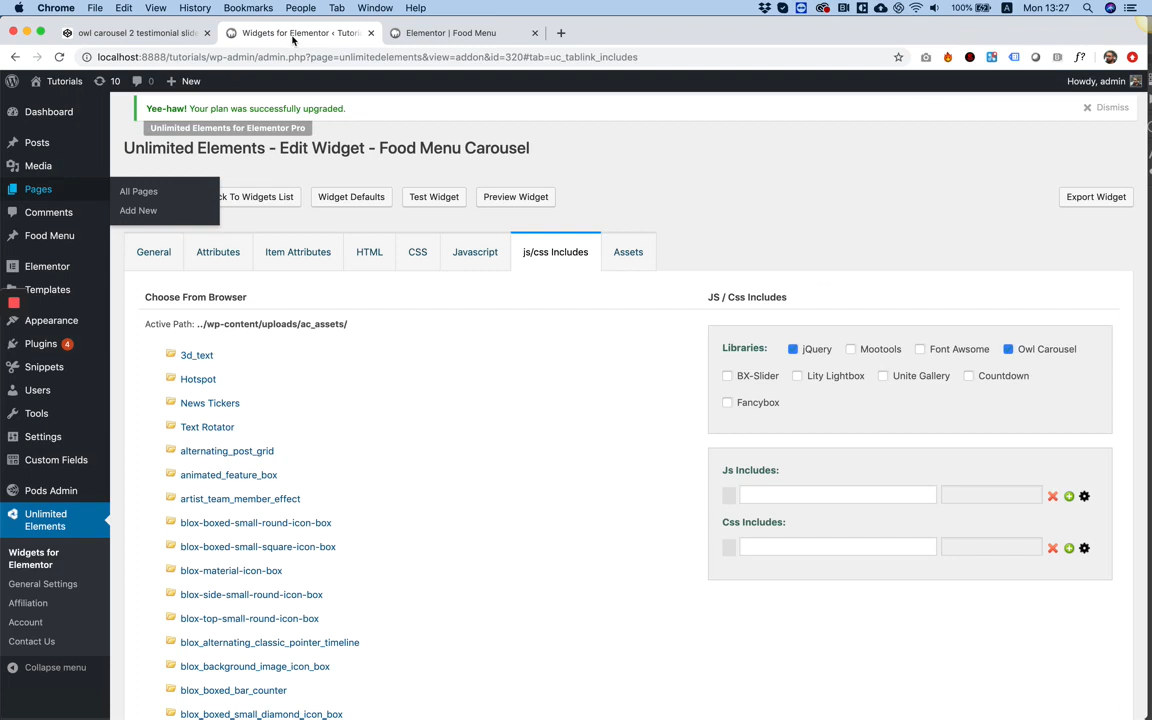 Chrome File Edit View History Bookmarks People Tab Window Help
100% Mon 13:27
owl carousel 2 testimonial slide
Widgets for Elementor ‹ Tutori
Elementor | Food Menu
localhost:8888/tutorials/wp-admin/admin.php?page=unlimitedelements&view=addon&id=320#tab=uc_tablink_includes
Tutorials 10 0 New
Howdy, admin
Dashboard
Posts
Media
Pages
All Pages
Add New
Comments
Food Menu
Elementor
Templates
Appearance
Plugins 4
Snippets
Users
Tools
Settings
Custom Fields
Pods Admin
Unlimited
Elements
Widgets for
Elementor
General Settings
Affiliation
Account
Contact Us
Collapse menu
Yee-haw! Your plan was successfully upgraded.
Dismiss
Unlimited Elements for Elementor Pro
Unlimited Elements - Edit Widget - Food Menu Carousel
ck To Widgets List Widget Defaults Test Widget Preview Widget Export Widget
General Attributes Item Attributes HTML CSS Javascript js/css Includes Assets
Choose From Browser
Active Path: ../wp-content/uploads/ac_assets/
3d_text
Hotspot
News Tickers
Text Rotator
alternating_post_grid
animated_feature_box
artist_team_member_effect
blox-boxed-small-round-icon-box
blox-boxed-small-square-icon-box
blox-material-icon-box
blox-side-small-round-icon-box
blox-top-small-round-icon-box
blox_alternating_classic_pointer_timeline
blox_background_image_icon_box
blox_boxed_bar_counter
blox_boxed_small_diamond_icon_box
JS / Css Includes
Libraries: jQuery Mootools Font Awsome Owl Carousel
BX-Slider Lity Lightbox Unite Gallery Countdown
Fancybox
Js Includes:
Css Includes: